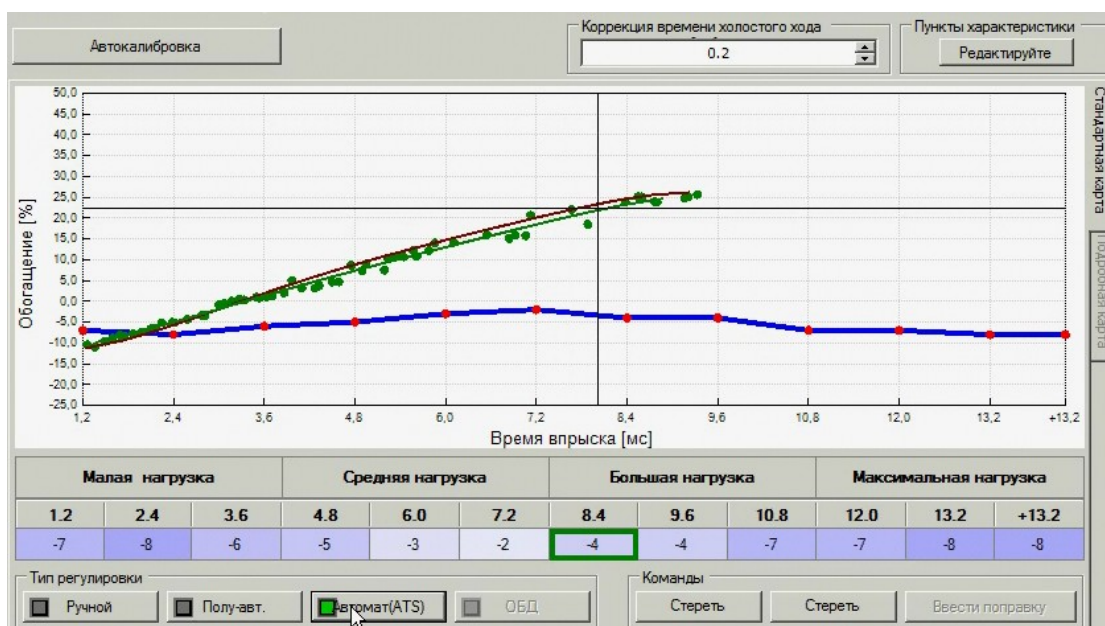 Автокалибровка
Коррекция времени холостого хода
0.2
Пункты характеристики
Редактируйте
Стандартная карта
Подробная карта
Обогащение [%]
50,0
45,0
40,0
35,0
30,0
25,0
20,0
15,0
10,0
5,0
0,0
-5,0
-10,0
-15,0
-20,0
-25,0
1,2 2,4 3,6 4,8 6,0 7,2 8,4 9,6 10,8 12,0 13,2 +13.2
Время впрыска [мс]
Малая нагрузка Средняя нагрузка Большая нагрузка Максимальная нагрузка
1.2 2.4 3.6 4.8 6.0 7.2 8.4 9.6 10.8 12.0 13.2 +13.2
-7 -8 -6 -5 -3 -2 -4 -4 -7 -7 -8 -8
Тип регулировки
Ручной Полу-авт. Автомат(ATS) ОБД
Команды
Стереть Стереть Ввести поправку